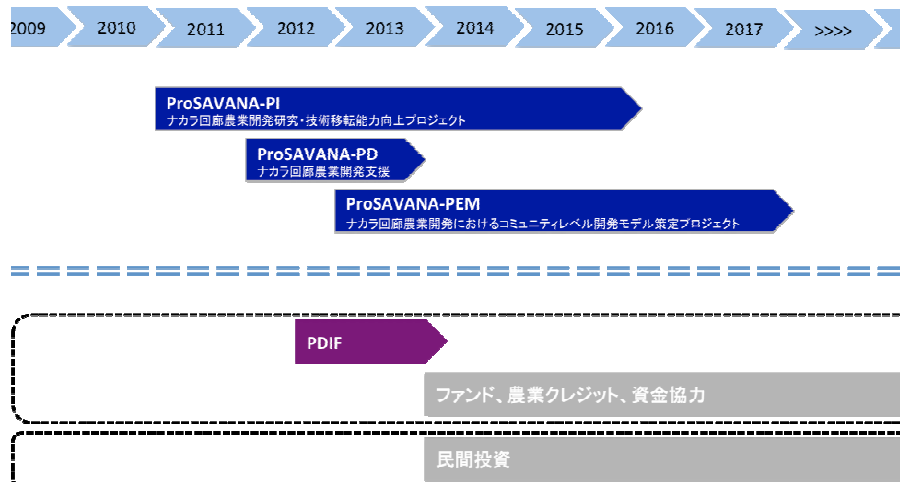 2009 2010 2011 2012 2013 2014 2015 2016 2017 >>>>
ProSAVANA-PI
ナカラ回廊農業開発研究・技術移転能力向上プロジェクト
ProSAVANA-PD
ナカラ回廊農業開発支援
ProSAVANA-PEM
ナカラ回廊農業開発におけるコミュニティレベル開発モデル策定プロジェクト
PDIF
ファンド、農業クレジット、資金協力
民間投資